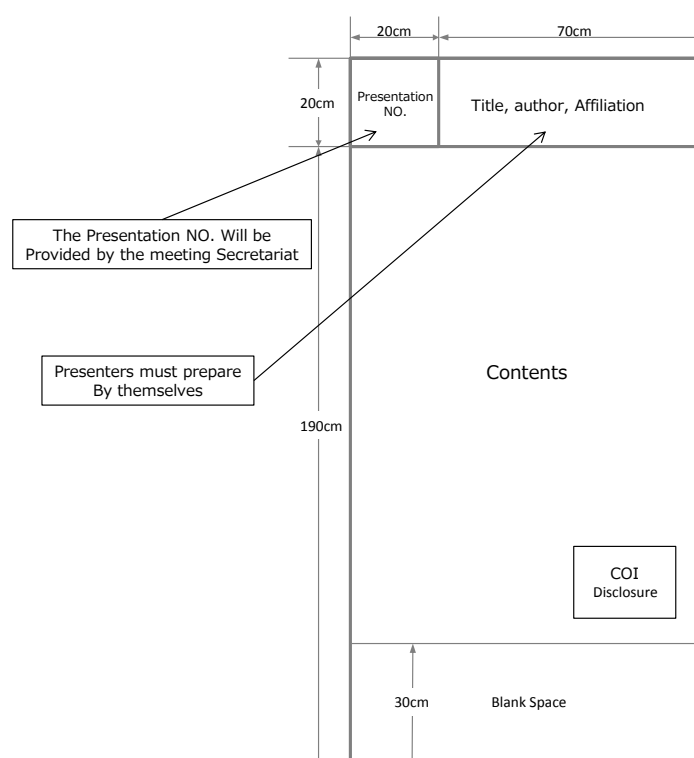 20cm
70cm
20cm
Presentation
NO.
Title, author, Affiliation
The Presentation NO. Will be
Provided by the meeting Secretariat
Presenters must prepare
By themselves
Contents
190cm
COI
Disclosure
30cm
Blank Space